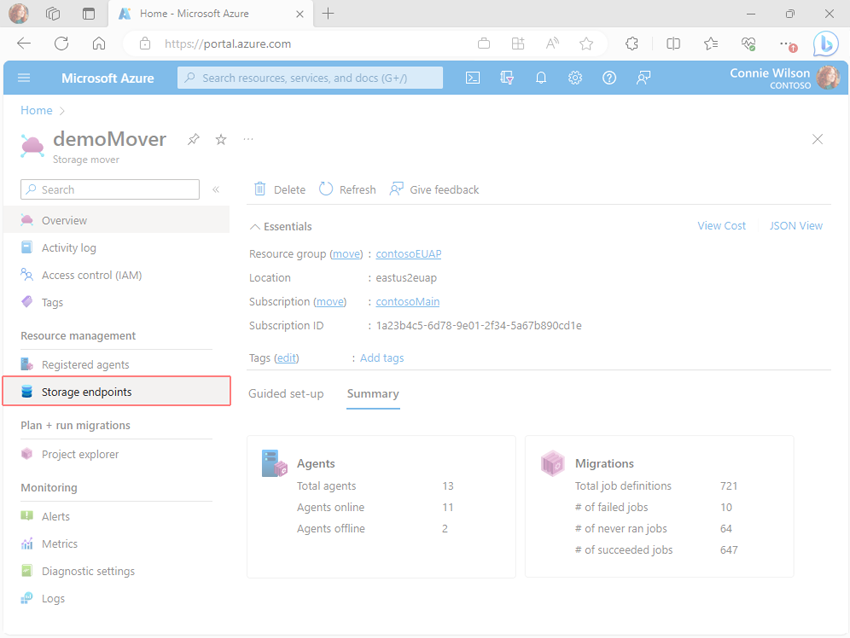 Home - Microsoft Azure
https://portal.azure.com
Microsoft Azure
Search resources, services, and docs (G+/)
Connie Wilson
CONTOSO
Home
demoMover
Storage mover
Search
Overview
Activity log
Access control (IAM)
Tags
Resource management
Registered agents
Storage endpoints
Plan + run migrations
Project explorer
Monitoring
Alerts
Metrics
Diagnostic settings
Logs
Delete Refresh Give feedback
Essentials View Cost JSON View
Resource group (move) : contosoEUAP
Location : eastus2euap
Subscription (move) : contosoMain
Subscription ID : 1a23b4c5-6d78-9e01-2f34-5a67b890cd1e
Tags (edit) : Add tags
Guided set-up Summary
Agents
Total agents 13
Agents online 11
Agents offline 2
Migrations
Total job definitions 721
# of failed jobs 10
# of never ran jobs 64
# of succeeded jobs 647